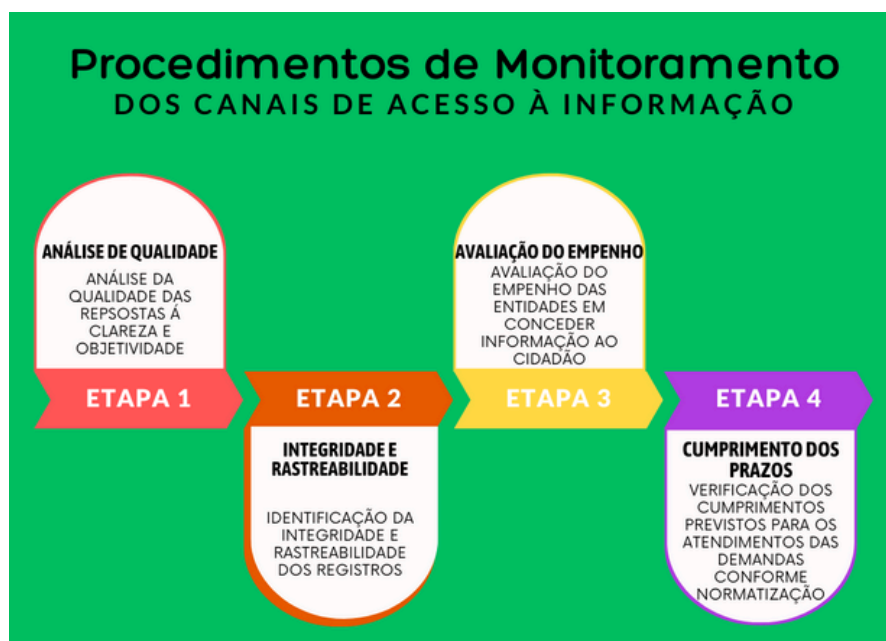 Procedimentos de Monitoramento
DOS CANAIS DE ACESSO À INFORMAÇÃO
ANÁLISE DE QUALIDADE
ANÁLISE DA
QUALIDADE DAS
REPSOSTAS Á
CLAREZA E
OBJETIVIDADE
ETAPA 1
ETAPA 2
INTEGRIDADE E
RASTREABILIDADE
IDENTIFICAÇÃO DA
INTEGRIDADE E
RASTREABILIDADE
DOS REGISTROS
AVALIAÇÃO DO EMPENHO
AVALIAÇÃO DO
EMPENHO DAS
ENTIDADES EM
CONCEDER
INFORMAÇÃO AO
CIDADÃO
ETAPA 3
ETAPA 4
CUMPRIMENTO DOS
PRAZOS
VERIFICAÇÃO DOS
CUMPRIMENTOS
PREVISTOS PARA OS
ATENDIMENTOS DAS
DEMANDAS
CONFORME
NORMATIZAÇÃO